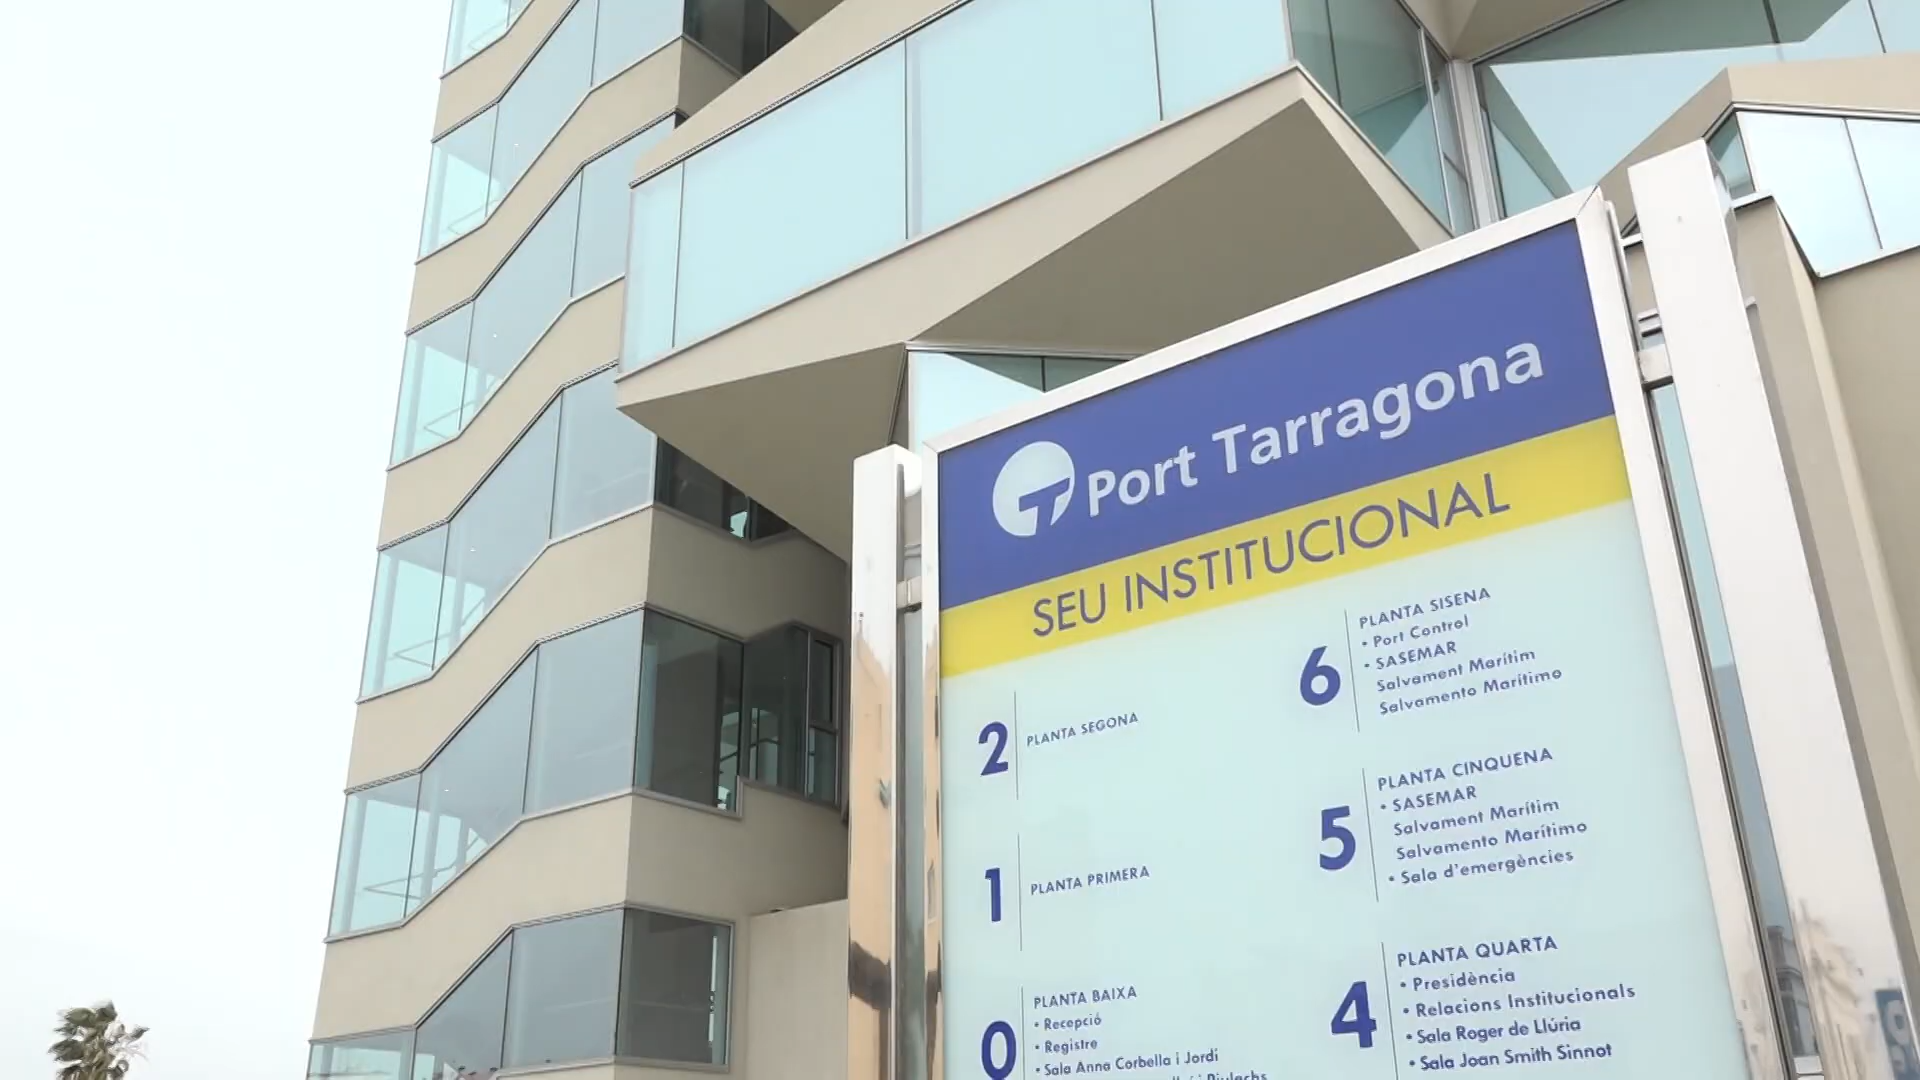 Port Tarragona
SEU INSTITUCIONAL
2
PLANTA SEGONA
1
PLANTA PRIMERA
0
PLANTA BAIXA
• Recepció
• Registre
• Sala Anna Corbella i Jordi
6
PLANTA SISENA
• Port Control
• SASEMAR
Salvament Marítim
Salvamento Marítimo
5
PLANTA CINQUENA
• SASEMAR
Salvament Marítim
Salvamento Marítimo
• Sala d'emergències
4
PLANTA QUARTA
• Presidència
• Relacions Institucionals
• Sala Roger de Llúria
• Sala Joan Smith Sinnot